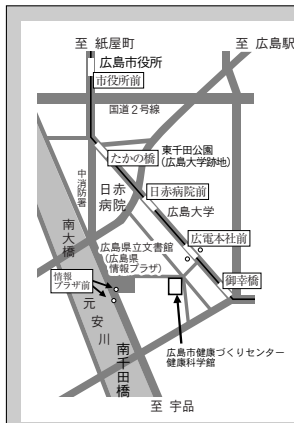 至 紙屋町
至 広島駅
広島市役所
市役所前
国道2号線
たかの橋
東千田公園
(広島大学跡地)
中消防署
日赤
病院
日赤病院前
広島大学
南大橋
広島県立文書館
(広島県
情報プラザ)
広電本社前
情報
プラザ前
御幸橋
元安川
南千田橋
広島市健康づくりセンター
健康科学館
至 宇品